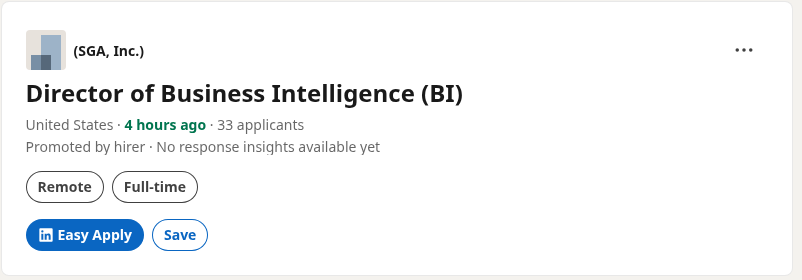 (SGA, Inc.)
Director of Business Intelligence (BI)
United States · 4 hours ago · 33 applicants
Promoted by hirer · No response insights available yet
Remote Full-time
in Easy Apply Save